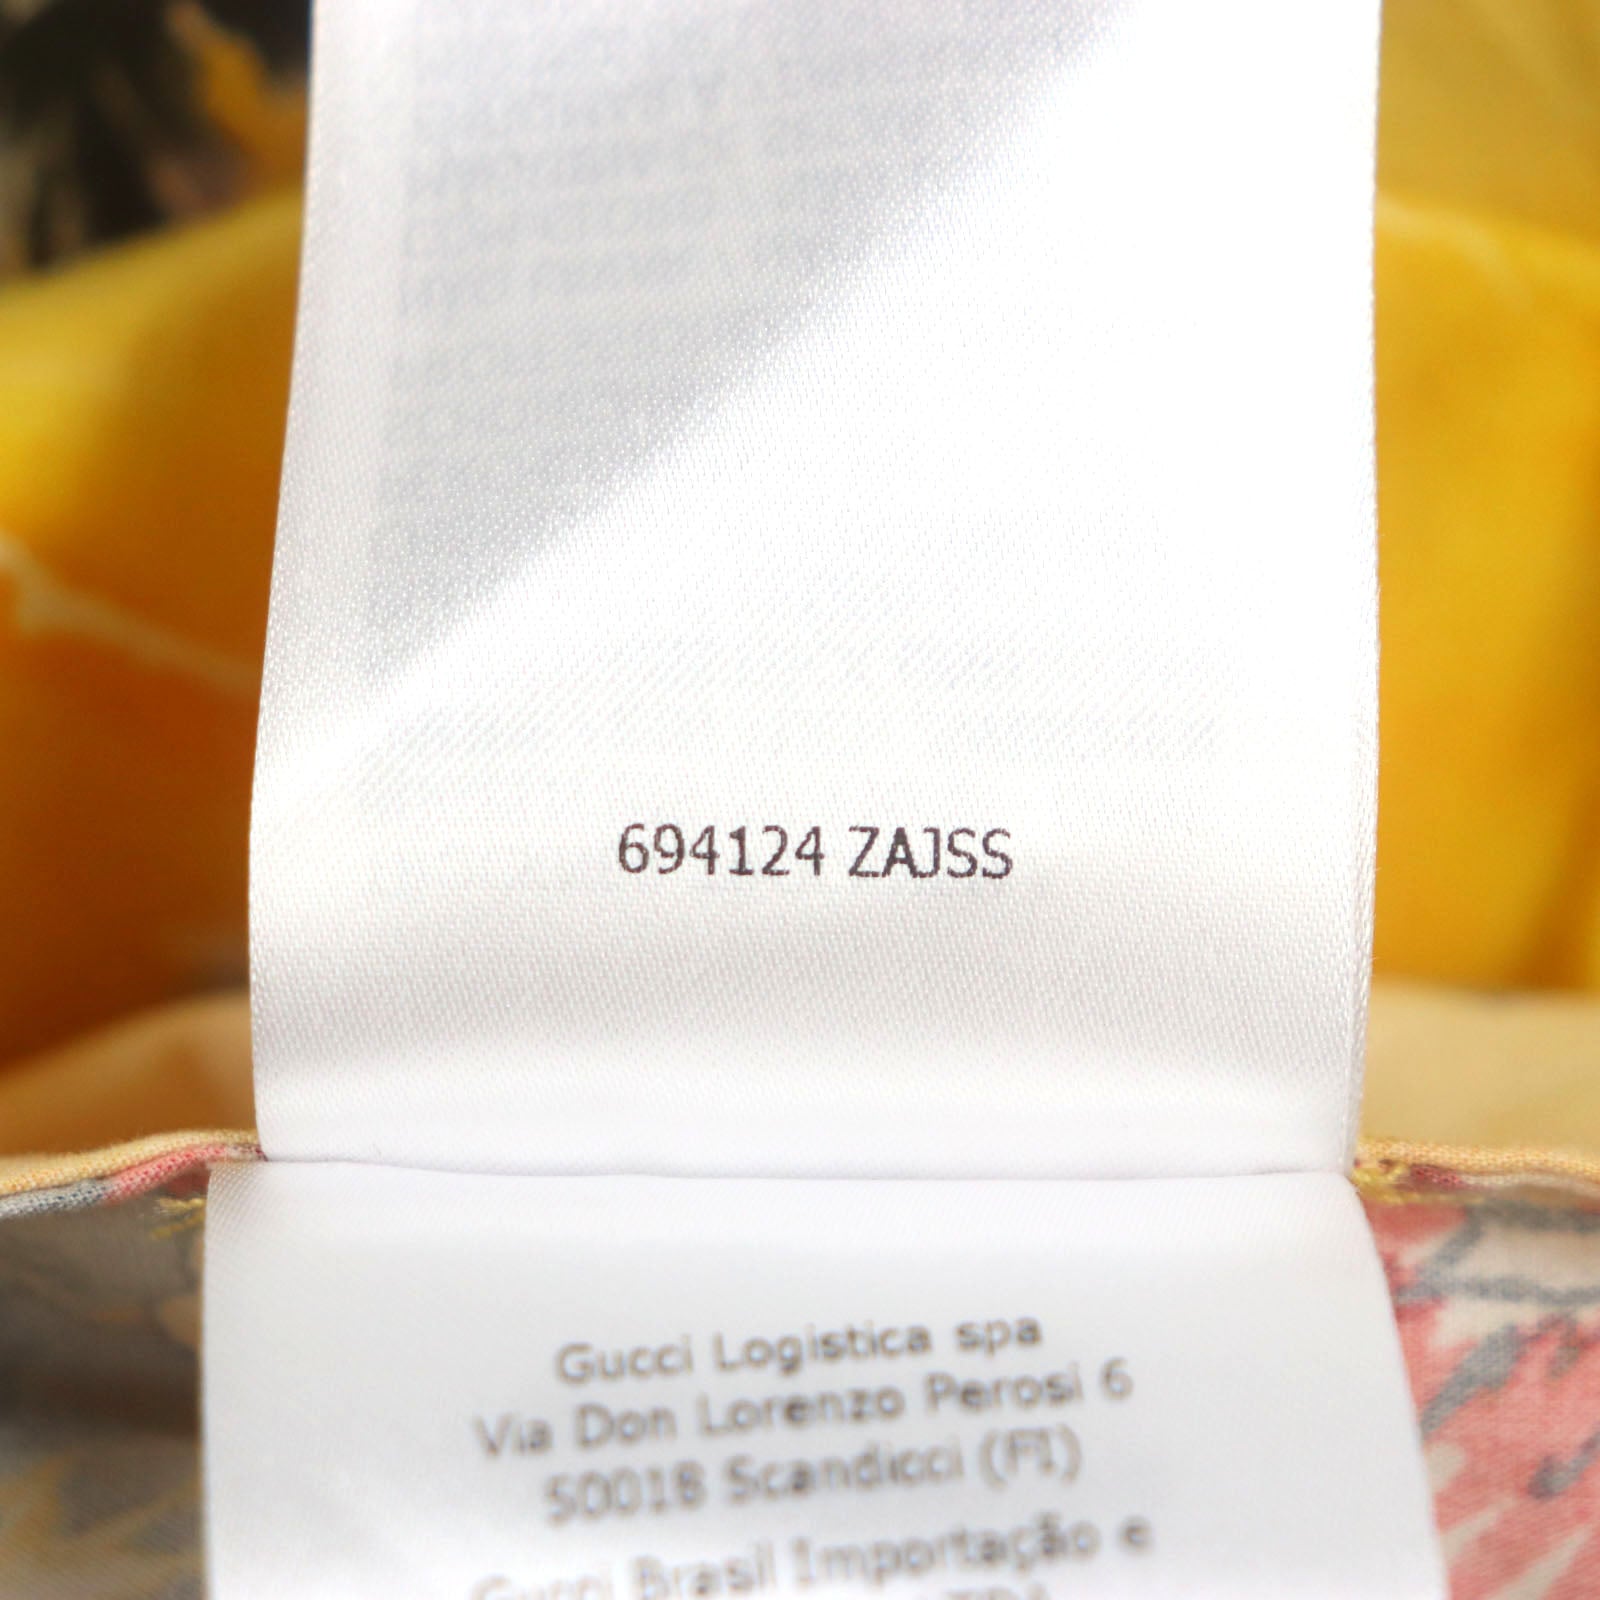 694124 ZAJSS
Gucci Logistica spa
Via Don Lorenzo Perosi 6
50018 Scandicci (FI)
Gucci Brasil Importação e